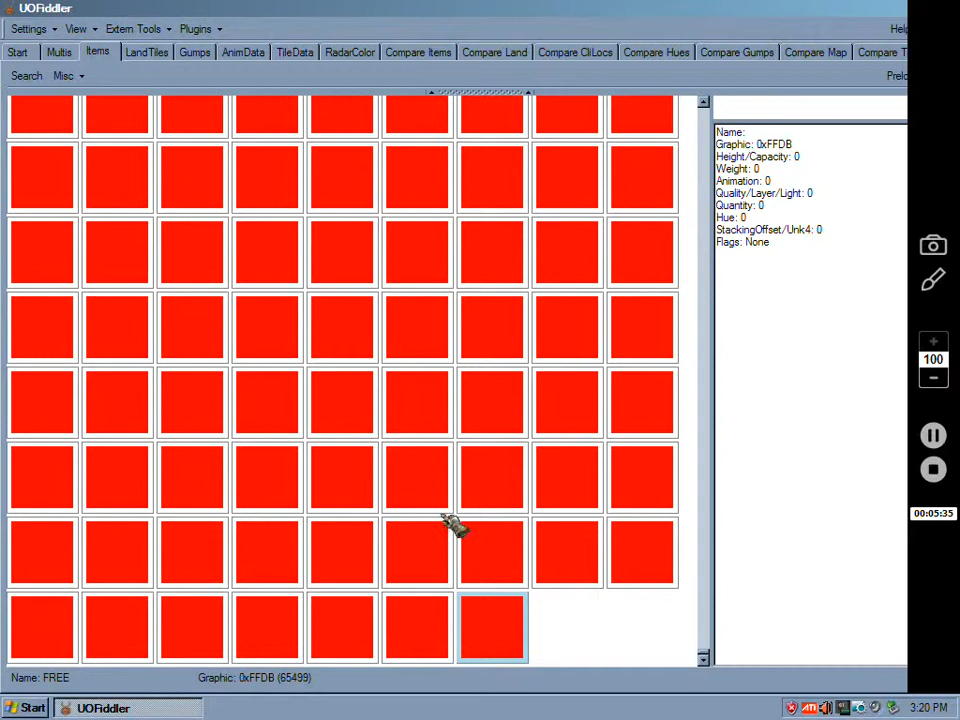 UOFiddler
Settings View Extern Tools Plugins Help
Start Multis Items LandTiles Gumps AnimData TileData RadarColor Compare Items Compare Land Compare CliLocs Compare Hues Compare Gumps Compare Map Compare T
Search Misc
Name:
Graphic: 0xFFDB
Height/Capacity: 0
Weight: 0
Animation: 0
Quality/Layer/Light: 0
Quantity: 0
Hue: 0
StackingOffset/Unk4: 0
Flags: None
100
00:05:35
Name: FREE Graphic: 0xFFDB (65499)
Start UOFiddler ATI 3:20 PM